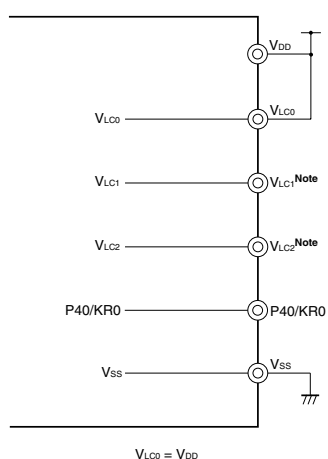 VDD
VLC0 VLC0
VLC1 VLC1Note
VLC2 VLC2Note
P40/KR0 P40/KR0
VSS VSS
VLC0 = VDD